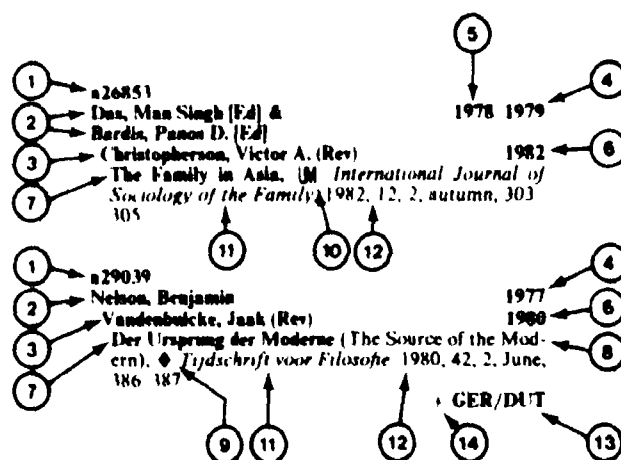 5
1 n26853 4
2 Das, Man Singh [Ed] & 1978 1979
2 Bardis, Panos D. [Ed]
3 Christopherson, Victor A. (Rev) 1982 6
7 The Family in Asia, International Journal of
Sociology of the Family 1982, 12, 2, autumn, 303
305
11 10 12
1 n29039 4
2 Nelson, Benjamin 1977
3 Vandenbulcke, Jaak (Rev) 1980 6
7 Der Ursprung der Moderne (The Source of the Mod- 8
ern), ◆ Tijdschrift voor Filosofie 1980, 42, 2, June,
386 387
GER/DUT
9 11 12 14 13